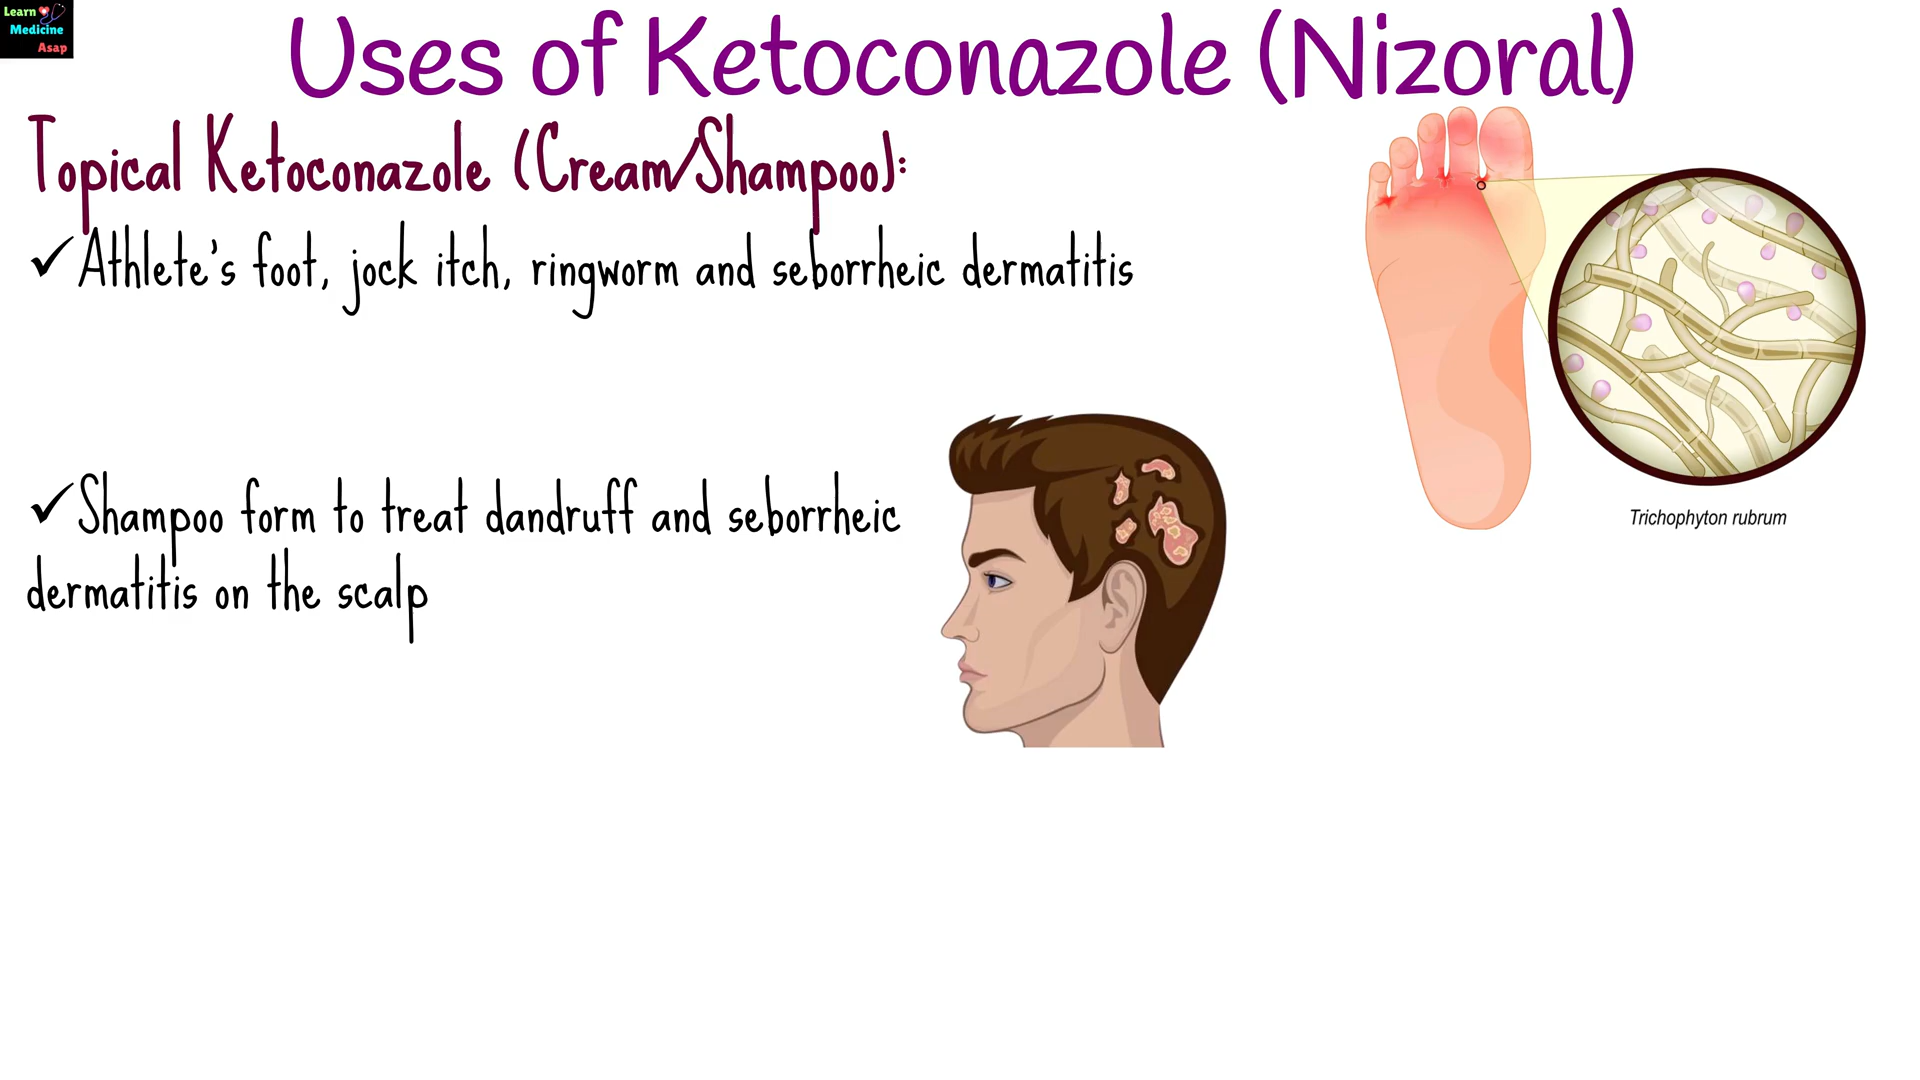 Learn
Medicine
Asap
Uses of Ketoconazole (Nizoral)
Topical Ketoconazole (Cream/Shampoo):
✓Athlete's foot, jock itch, ringworm and seborrheic dermatitis
✓Shampoo form to treat dandruff and seborrheic
dermatitis on the scalp
Trichophyton rubrum